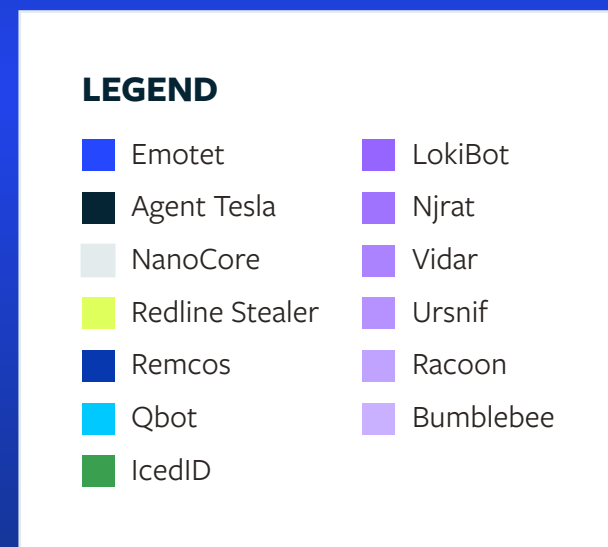 LEGEND
Emotet
Agent Tesla
NanoCore
Redline Stealer
Remcos
Qbot
IcedID
LokiBot
Njrat
Vidar
Ursnif
Racoon
Bumblebee